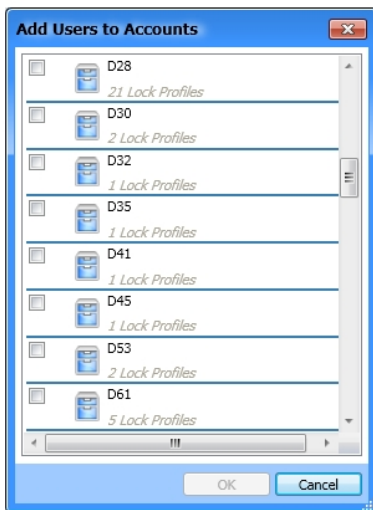 Add Users to Accounts
D28
21 Lock Profiles
D30
2 Lock Profiles
D32
1 Lock Profiles
D35
1 Lock Profiles
D41
1 Lock Profiles
D45
1 Lock Profiles
D53
2 Lock Profiles
D61
5 Lock Profiles
OK
Cancel